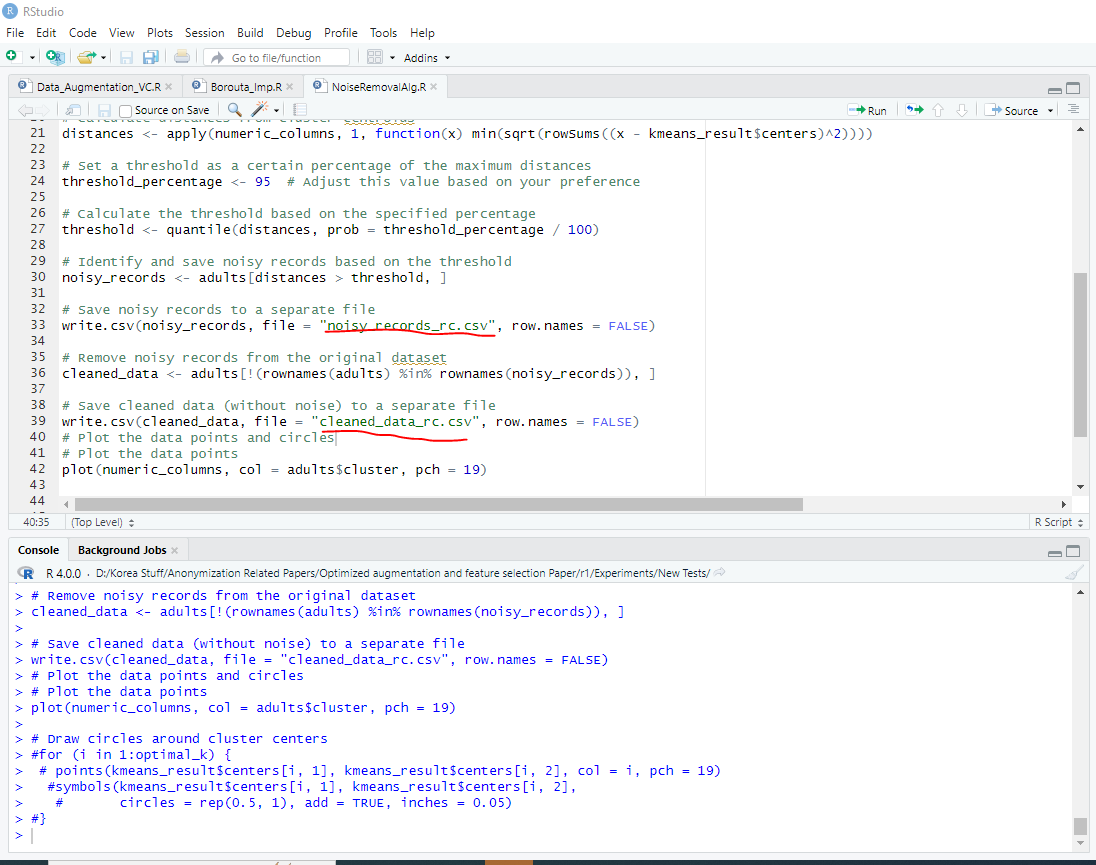 RStudio
File Edit Code View Plots Session Build Debug Profile Tools Help
Go to file/function Addins
Data_Augmentation_VC.R Borouta_Imp.R NoiseRemovalAlg.R
Source on Save Run Source
20 # Calculate distances from cluster centroids
21 distances <- apply(numeric_columns, 1, function(x) min(sqrt(rowSums((x - kmeans_result$centers)^2))))
22
23 # Set a threshold as a certain percentage of the maximum distances
24 threshold_percentage <- 95  # Adjust this value based on your preference
25
26 # Calculate the threshold based on the specified percentage
27 threshold <- quantile(distances, prob = threshold_percentage / 100)
28
29 # Identify and save noisy records based on the threshold
30 noisy_records <- adults[distances > threshold, ]
31
32 # Save noisy records to a separate file
33 write.csv(noisy_records, file = "noisy_records_rc.csv", row.names = FALSE)
34
35 # Remove noisy records from the original dataset
36 cleaned_data <- adults[!(rownames(adults) %in% rownames(noisy_records)), ]
37
38 # Save cleaned data (without noise) to a separate file
39 write.csv(cleaned_data, file = "cleaned_data_rc.csv", row.names = FALSE)
40 # Plot the data points and circles
41 # Plot the data points
42 plot(numeric_columns, col = adults$cluster, pch = 19)
43
44
40:35 (Top Level) R Script
Console Background Jobs
R 4.0.0 · D:/Korea Stuff/Anonymization Related Papers/Optimized augmentation and feature selection Paper/r1/Experiments/New Tests/
> # Remove noisy records from the original dataset
> cleaned_data <- adults[!(rownames(adults) %in% rownames(noisy_records)), ]
>
> # Save cleaned data (without noise) to a separate file
> write.csv(cleaned_data, file = "cleaned_data_rc.csv", row.names = FALSE)
> # Plot the data points and circles
> # Plot the data points
> plot(numeric_columns, col = adults$cluster, pch = 19)
>
> # Draw circles around cluster centers
> #for (i in 1:optimal_k) {
>  # points(kmeans_result$centers[i, 1], kmeans_result$centers[i, 2], col = i, pch = 19)
>   #symbols(kmeans_result$centers[i, 1], kmeans_result$centers[i, 2],
>    #       circles = rep(0.5, 1), add = TRUE, inches = 0.05)
> #}
>